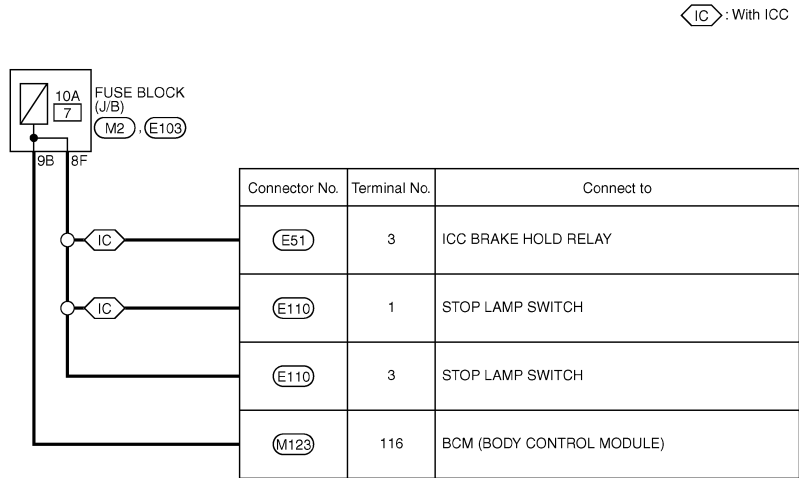 IC : With ICC
10A
7
FUSE BLOCK
(J/B)
M2 , E103
9B 8F
Connector No. Terminal No. Connect to
IC E51 3 ICC BRAKE HOLD RELAY
IC E110 1 STOP LAMP SWITCH
E110 3 STOP LAMP SWITCH
M123 116 BCM (BODY CONTROL MODULE)